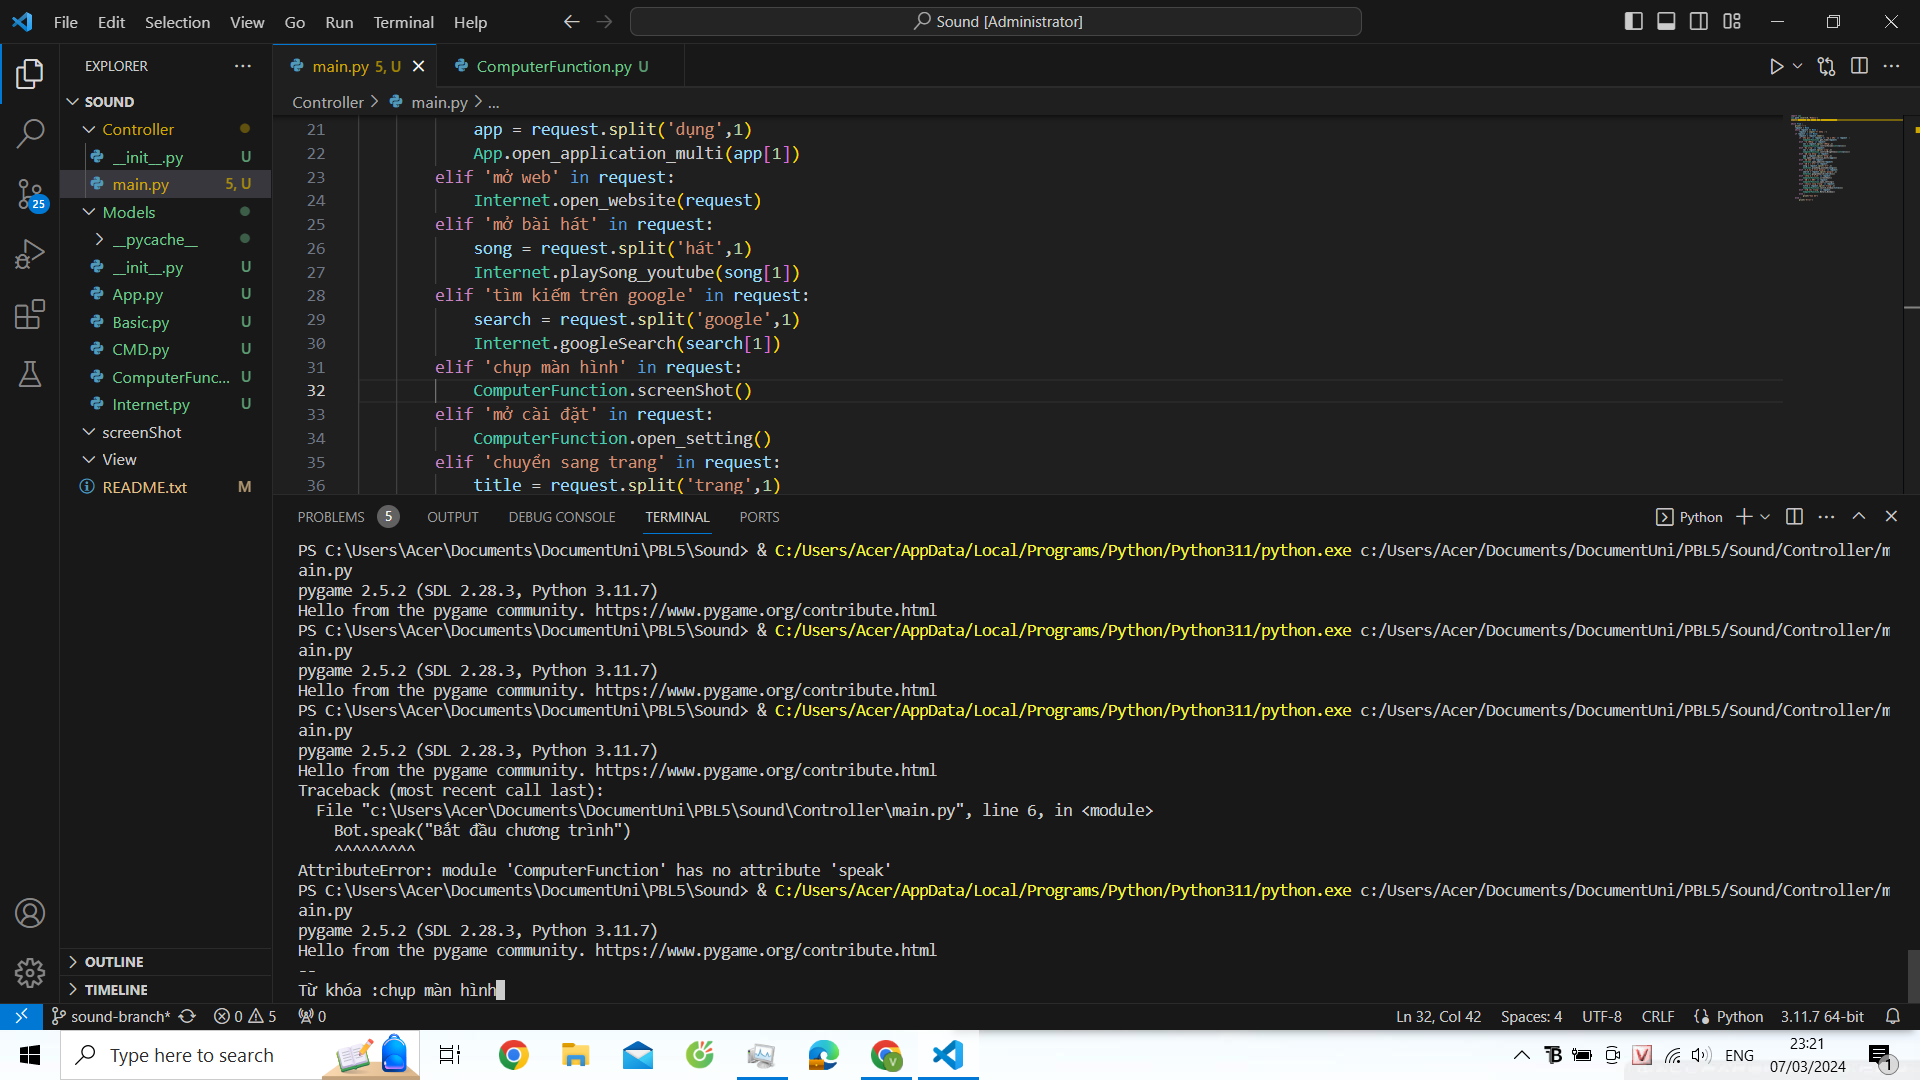 File Edit Selection View Go Run Terminal Help
Sound [Administrator]
EXPLORER
SOUND
Controller
__init__.py U
main.py 5, U
Models
__pycache__
__init__.py U
App.py U
Basic.py U
CMD.py U
ComputerFunc... U
Internet.py U
screenShot
View
README.txt M
25
OUTLINE
TIMELINE
main.py 5, U
ComputerFunction.py U
Controller > main.py > ...
21 app = request.split('dụng',1)
22 App.open_application_multi(app[1])
23 elif 'mở web' in request:
24 Internet.open_website(request)
25 elif 'mở bài hát' in request:
26 song = request.split('hát',1)
27 Internet.playSong_youtube(song[1])
28 elif 'tìm kiếm trên google' in request:
29 search = request.split('google',1)
30 Internet.googleSearch(search[1])
31 elif 'chụp màn hình' in request:
32 ComputerFunction.screenShot()
33 elif 'mở cài đặt' in request:
34 ComputerFunction.open_setting()
35 elif 'chuyển sang trang' in request:
36 title = request.split('trang',1)
PROBLEMS 5 OUTPUT DEBUG CONSOLE TERMINAL PORTS
Python
PS C:\Users\Acer\Documents\DocumentUni\PBL5\Sound> & C:/Users/Acer/AppData/Local/Programs/Python/Python311/python.exe c:/Users/Acer/Documents/DocumentUni/PBL5/Sound/Controller/m
ain.py
pygame 2.5.2 (SDL 2.28.3, Python 3.11.7)
Hello from the pygame community. https://www.pygame.org/contribute.html
PS C:\Users\Acer\Documents\DocumentUni\PBL5\Sound> & C:/Users/Acer/AppData/Local/Programs/Python/Python311/python.exe c:/Users/Acer/Documents/DocumentUni/PBL5/Sound/Controller/m
ain.py
pygame 2.5.2 (SDL 2.28.3, Python 3.11.7)
Hello from the pygame community. https://www.pygame.org/contribute.html
PS C:\Users\Acer\Documents\DocumentUni\PBL5\Sound> & C:/Users/Acer/AppData/Local/Programs/Python/Python311/python.exe c:/Users/Acer/Documents/DocumentUni/PBL5/Sound/Controller/m
ain.py
pygame 2.5.2 (SDL 2.28.3, Python 3.11.7)
Hello from the pygame community. https://www.pygame.org/contribute.html
Traceback (most recent call last):
File "c:\Users\Acer\Documents\DocumentUni\PBL5\Sound\Controller\main.py", line 6, in <module>
Bot.speak("Bắt đầu chương trình")
^^^^^^^^^
AttributeError: module 'ComputerFunction' has no attribute 'speak'
PS C:\Users\Acer\Documents\DocumentUni\PBL5\Sound> & C:/Users/Acer/AppData/Local/Programs/Python/Python311/python.exe c:/Users/Acer/Documents/DocumentUni/PBL5/Sound/Controller/m
ain.py
pygame 2.5.2 (SDL 2.28.3, Python 3.11.7)
Hello from the pygame community. https://www.pygame.org/contribute.html
--
Từ khóa :chụp màn hình
sound-branch* 0 5 0
Ln 32, Col 42 Spaces: 4 UTF-8 CRLF Python 3.11.7 64-bit
Type here to search
ENG
23:21
07/03/2024
1